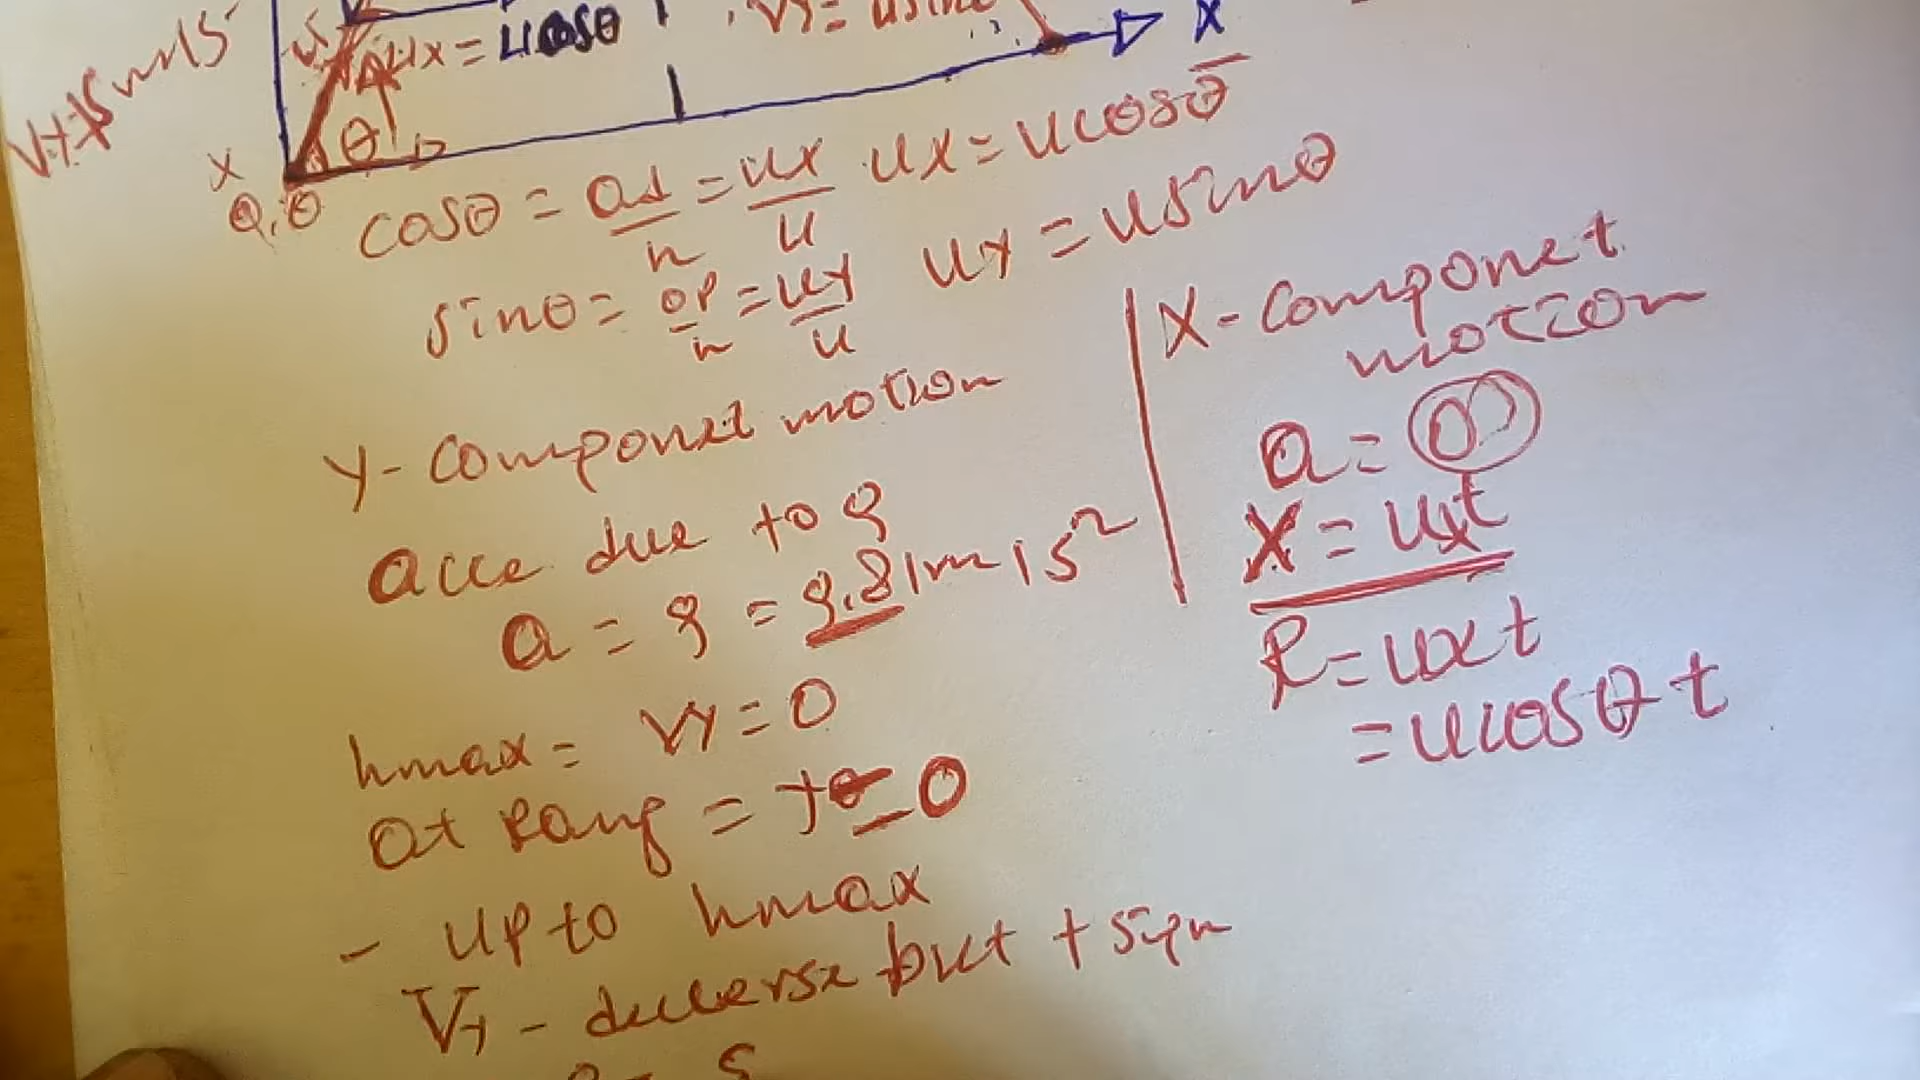 ux = ucosθ
X
θ
cosθ = ad/h = ux/u ux = ucosθ
sinθ = op/h = uy/u uy = usinθ
Y- componet motion
acce due to g
a = g = 9.81m/s²
hmax = Vy = 0
at rang = y = 0
- up to hmax
Vy - decrerse but + sign
X- componet
motion
a = 0
X = uxt
R = uxt
= ucosθ t